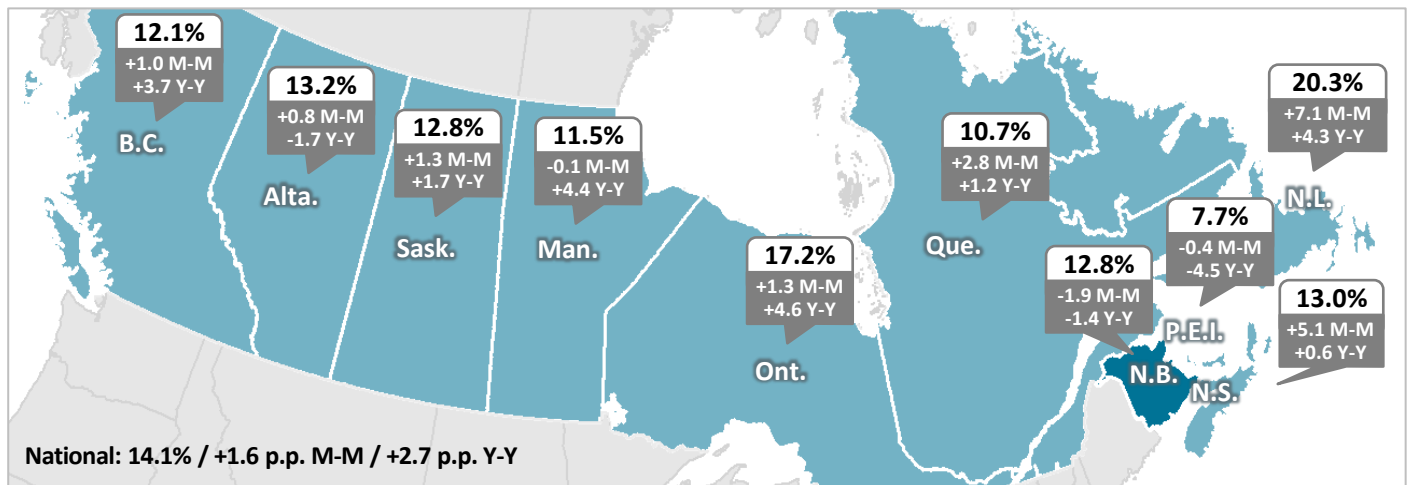 12.1%
+1.0 M-M
+3.7 Y-Y
B.C.
13.2%
+0.8 M-M
-1.7 Y-Y
Alta.
12.8%
+1.3 M-M
+1.7 Y-Y
Sask.
11.5%
-0.1 M-M
+4.4 Y-Y
Man.
17.2%
+1.3 M-M
+4.6 Y-Y
Ont.
10.7%
+2.8 M-M
+1.2 Y-Y
Que.
20.3%
+7.1 M-M
+4.3 Y-Y
N.L.
7.7%
-0.4 M-M
-4.5 Y-Y
P.E.I.
12.8%
-1.9 M-M
-1.4 Y-Y
N.B.
13.0%
+5.1 M-M
+0.6 Y-Y
N.S.
National: 14.1% / +1.6 p.p. M-M / +2.7 p.p. Y-Y